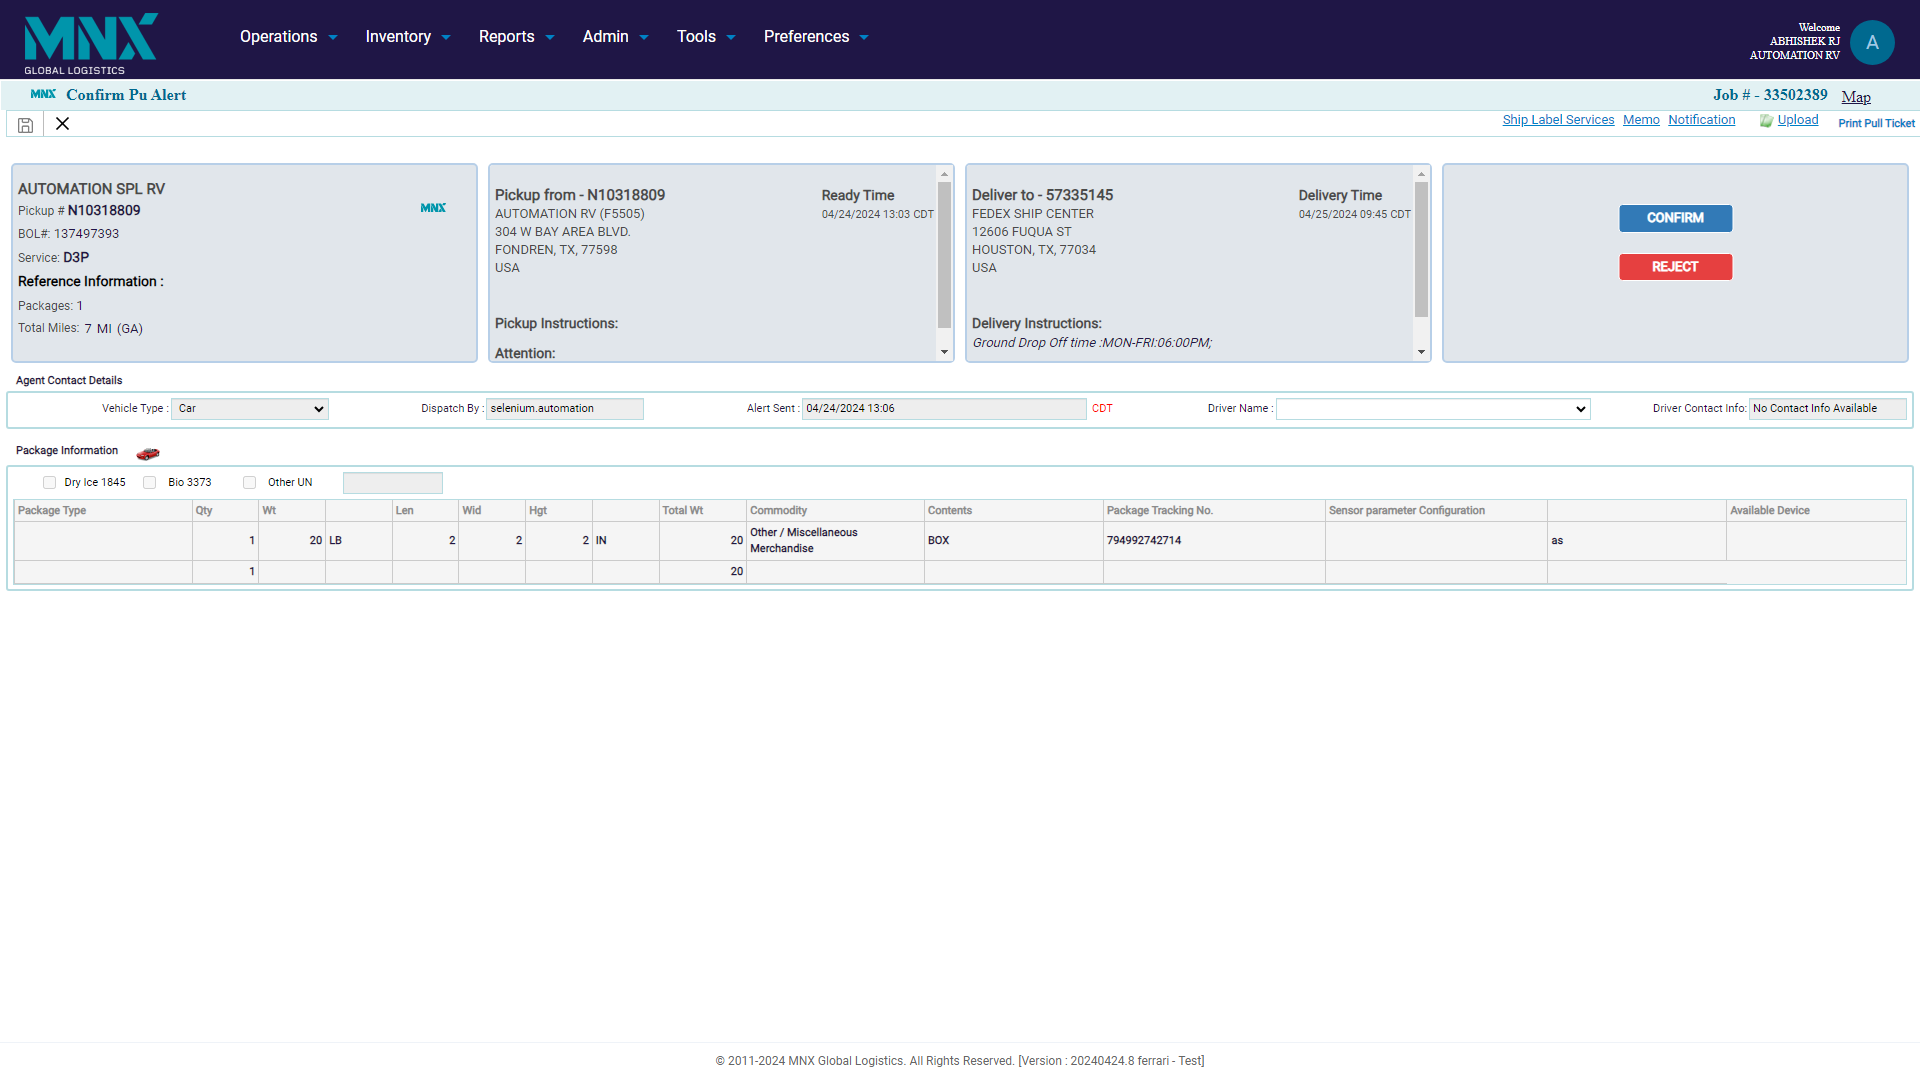 MNX
GLOBAL LOGISTICS
Operations Inventory Reports Admin Tools Preferences
Welcome
ABHISHEK RJ
AUTOMATION RV
A
MNX Confirm Pu Alert
Job # - 33502389 Map
Ship Label Services Memo Notification Upload Print Pull Ticket
AUTOMATION SPL RV
Pickup # N10318809
MNX
BOL#: 137497393
Service: D3P
Reference Information :
Packages: 1
Total Miles: 7 MI (GA)
Pickup from - N10318809
AUTOMATION RV (F5505)
304 W BAY AREA BLVD.
FONDREN, TX, 77598
USA
Ready Time
04/24/2024 13:03 CDT
Pickup Instructions:
Attention:
Deliver to - 57335145
FEDEX SHIP CENTER
12606 FUQUA ST
HOUSTON, TX, 77034
USA
Delivery Time
04/25/2024 09:45 CDT
Delivery Instructions:
Ground Drop Off time :MON-FRI:06:00PM;
CONFIRM
REJECT
Agent Contact Details
Vehicle Type : Car Dispatch By : selenium.automation Alert Sent : 04/24/2024 13:06 CDT Driver Name : Driver Contact Info: No Contact Info Available
Package Information
Dry Ice 1845 Bio 3373 Other UN
Package Type Qty Wt Len Wid Hgt Total Wt Commodity Contents Package Tracking No. Sensor parameter Configuration Available Device
1 20 LB 2 2 2 IN 20 Other / Miscellaneous Merchandise BOX 794992742714 as
1 20
© 2011-2024 MNX Global Logistics. All Rights Reserved. [Version : 20240424.8 ferrari - Test]